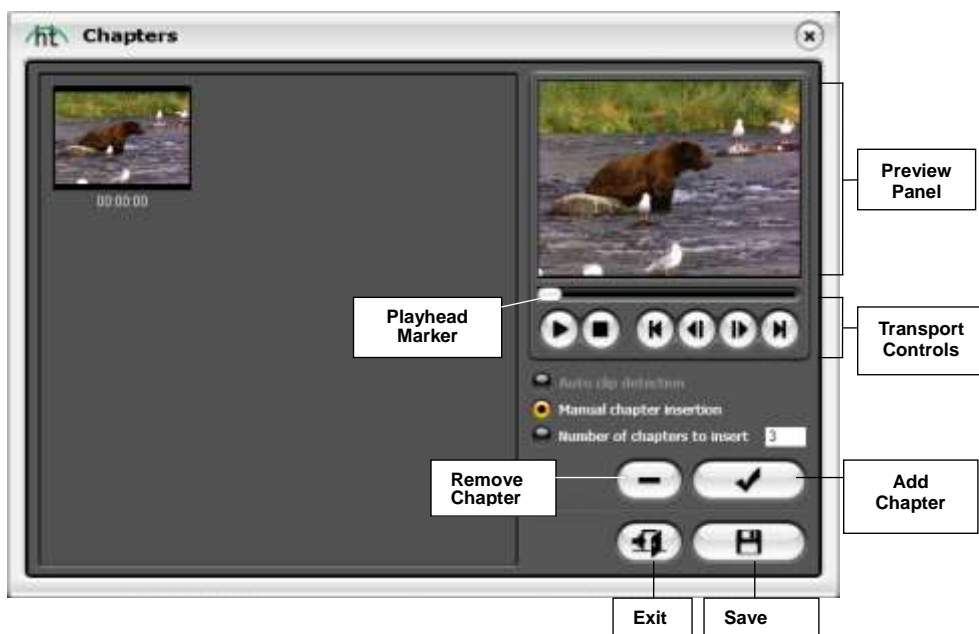 ht Chapters
00:00:00
Preview
Panel
Playhead
Marker
Transport
Controls
Auto clip detection
Manual chapter insertion
Number of chapters to insert 3
Remove
Chapter
Add
Chapter
Exit
Save